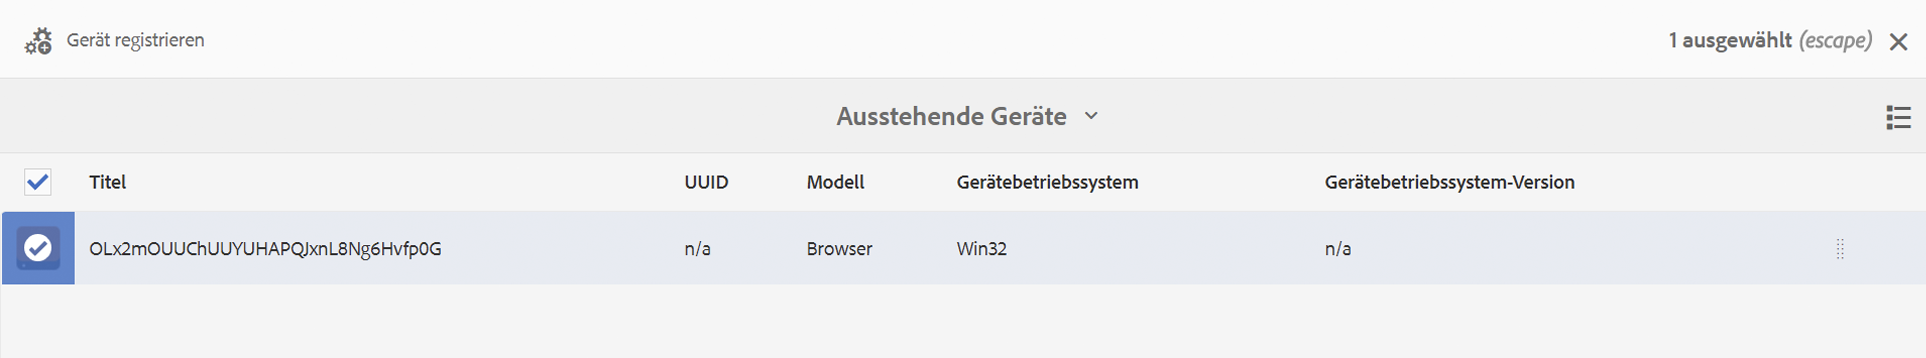 Gerät registrieren
1 ausgewählt (escape)
Ausstehende Geräte
Titel UUID Modell Gerätebetriebssystem Gerätebetriebssystem-Version
OLx2mOUUChUUYUHAPQJxnL8Ng6Hvfp0G n/a Browser Win32 n/a